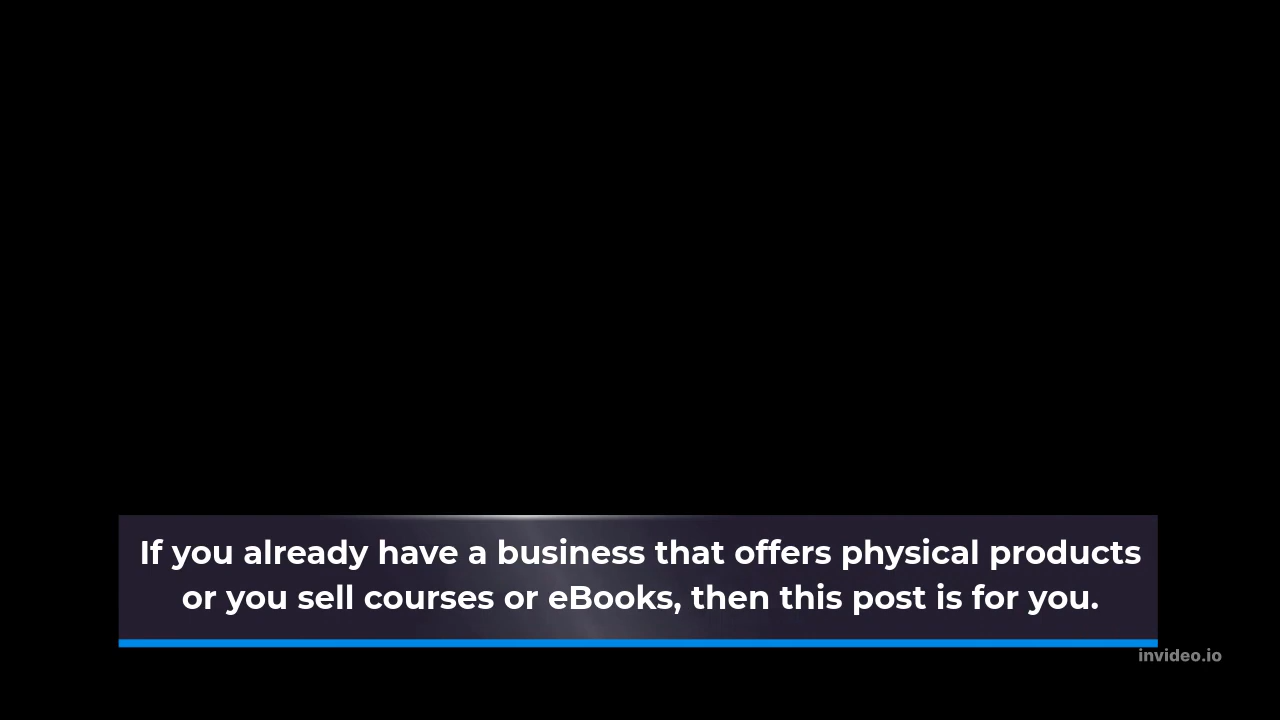 If you already have a business that offers physical products
or you sell courses or eBooks, then this post is for you.
invideo.io